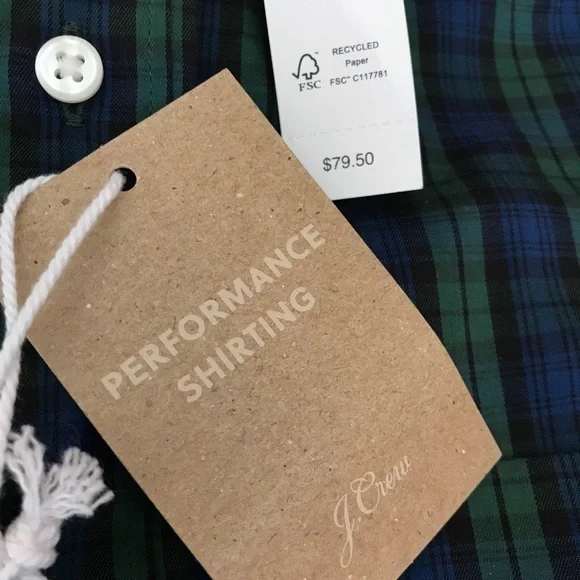 RECYCLED
Paper
FSC™ C117781
FSC
$79.50
PERFORMANCE
SHIRTING
J.Crew